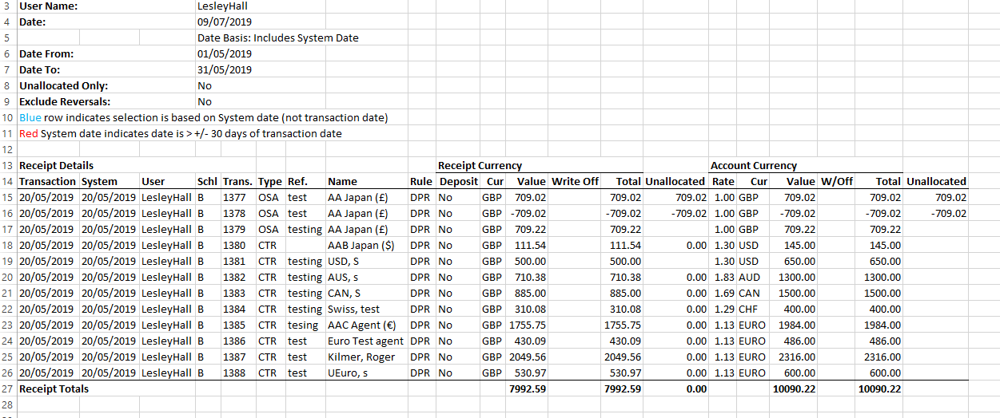 3 User Name: LesleyHall
4 Date: 09/07/2019
5 Date Basis: Includes System Date
6 Date From: 01/05/2019
7 Date To: 31/05/2019
8 Unallocated Only: No
9 Exclude Reversals: No
10 Blue row indicates selection is based on System date (not transaction date)
11 Red System date indicates date is > +/- 30 days of transaction date
12
13 Receipt Details Receipt Currency Account Currency
14 Transaction System User Schl Trans. Type Ref. Name Rule Deposit Cur Value Write Off Total Unallocated Rate Cur Value W/Off Total Unallocated
15 20/05/2019 20/05/2019 LesleyHall B 1377 OSA test AA Japan (£) DPR No GBP 709.02 709.02 709.02 1.00 GBP 709.02 709.02 709.02
16 20/05/2019 20/05/2019 LesleyHall B 1378 OSA test AA Japan (£) DPR No GBP -709.02 -709.02 -709.02 1.00 GBP -709.02 -709.02 -709.02
17 20/05/2019 20/05/2019 LesleyHall B 1379 OSA testing AA Japan (£) DPR No GBP 709.22 709.22 1.00 GBP 709.22 709.22
18 20/05/2019 20/05/2019 LesleyHall B 1380 CTR AAB Japan ($) DPR No GBP 111.54 111.54 0.00 1.30 USD 145.00 145.00
19 20/05/2019 20/05/2019 LesleyHall B 1381 CTR testing USD, S DPR No GBP 500.00 500.00 1.30 USD 650.00 650.00
20 20/05/2019 20/05/2019 LesleyHall B 1382 CTR testing AUS, s DPR No GBP 710.38 710.38 0.00 1.83 AUD 1300.00 1300.00
21 20/05/2019 20/05/2019 LesleyHall B 1383 CTR testing CAN, S DPR No GBP 885.00 885.00 0.00 1.69 CAN 1500.00 1500.00
22 20/05/2019 20/05/2019 LesleyHall B 1384 CTR testing Swiss, test DPR No GBP 310.08 310.08 0.00 1.29 CHF 400.00 400.00
23 20/05/2019 20/05/2019 LesleyHall B 1385 CTR tesing AAC Agent (€) DPR No GBP 1755.75 1755.75 0.00 1.13 EURO 1984.00 1984.00
24 20/05/2019 20/05/2019 LesleyHall B 1386 CTR test Euro Test agent DPR No GBP 430.09 430.09 0.00 1.13 EURO 486.00 486.00
25 20/05/2019 20/05/2019 LesleyHall B 1387 CTR test Kilmer, Roger DPR No GBP 2049.56 2049.56 0.00 1.13 EURO 2316.00 2316.00
26 20/05/2019 20/05/2019 LesleyHall B 1388 CTR test UEuro, s DPR No GBP 530.97 530.97 0.00 1.13 EURO 600.00 600.00
27 Receipt Totals 7992.59 7992.59 0.00 10090.22 10090.22
28